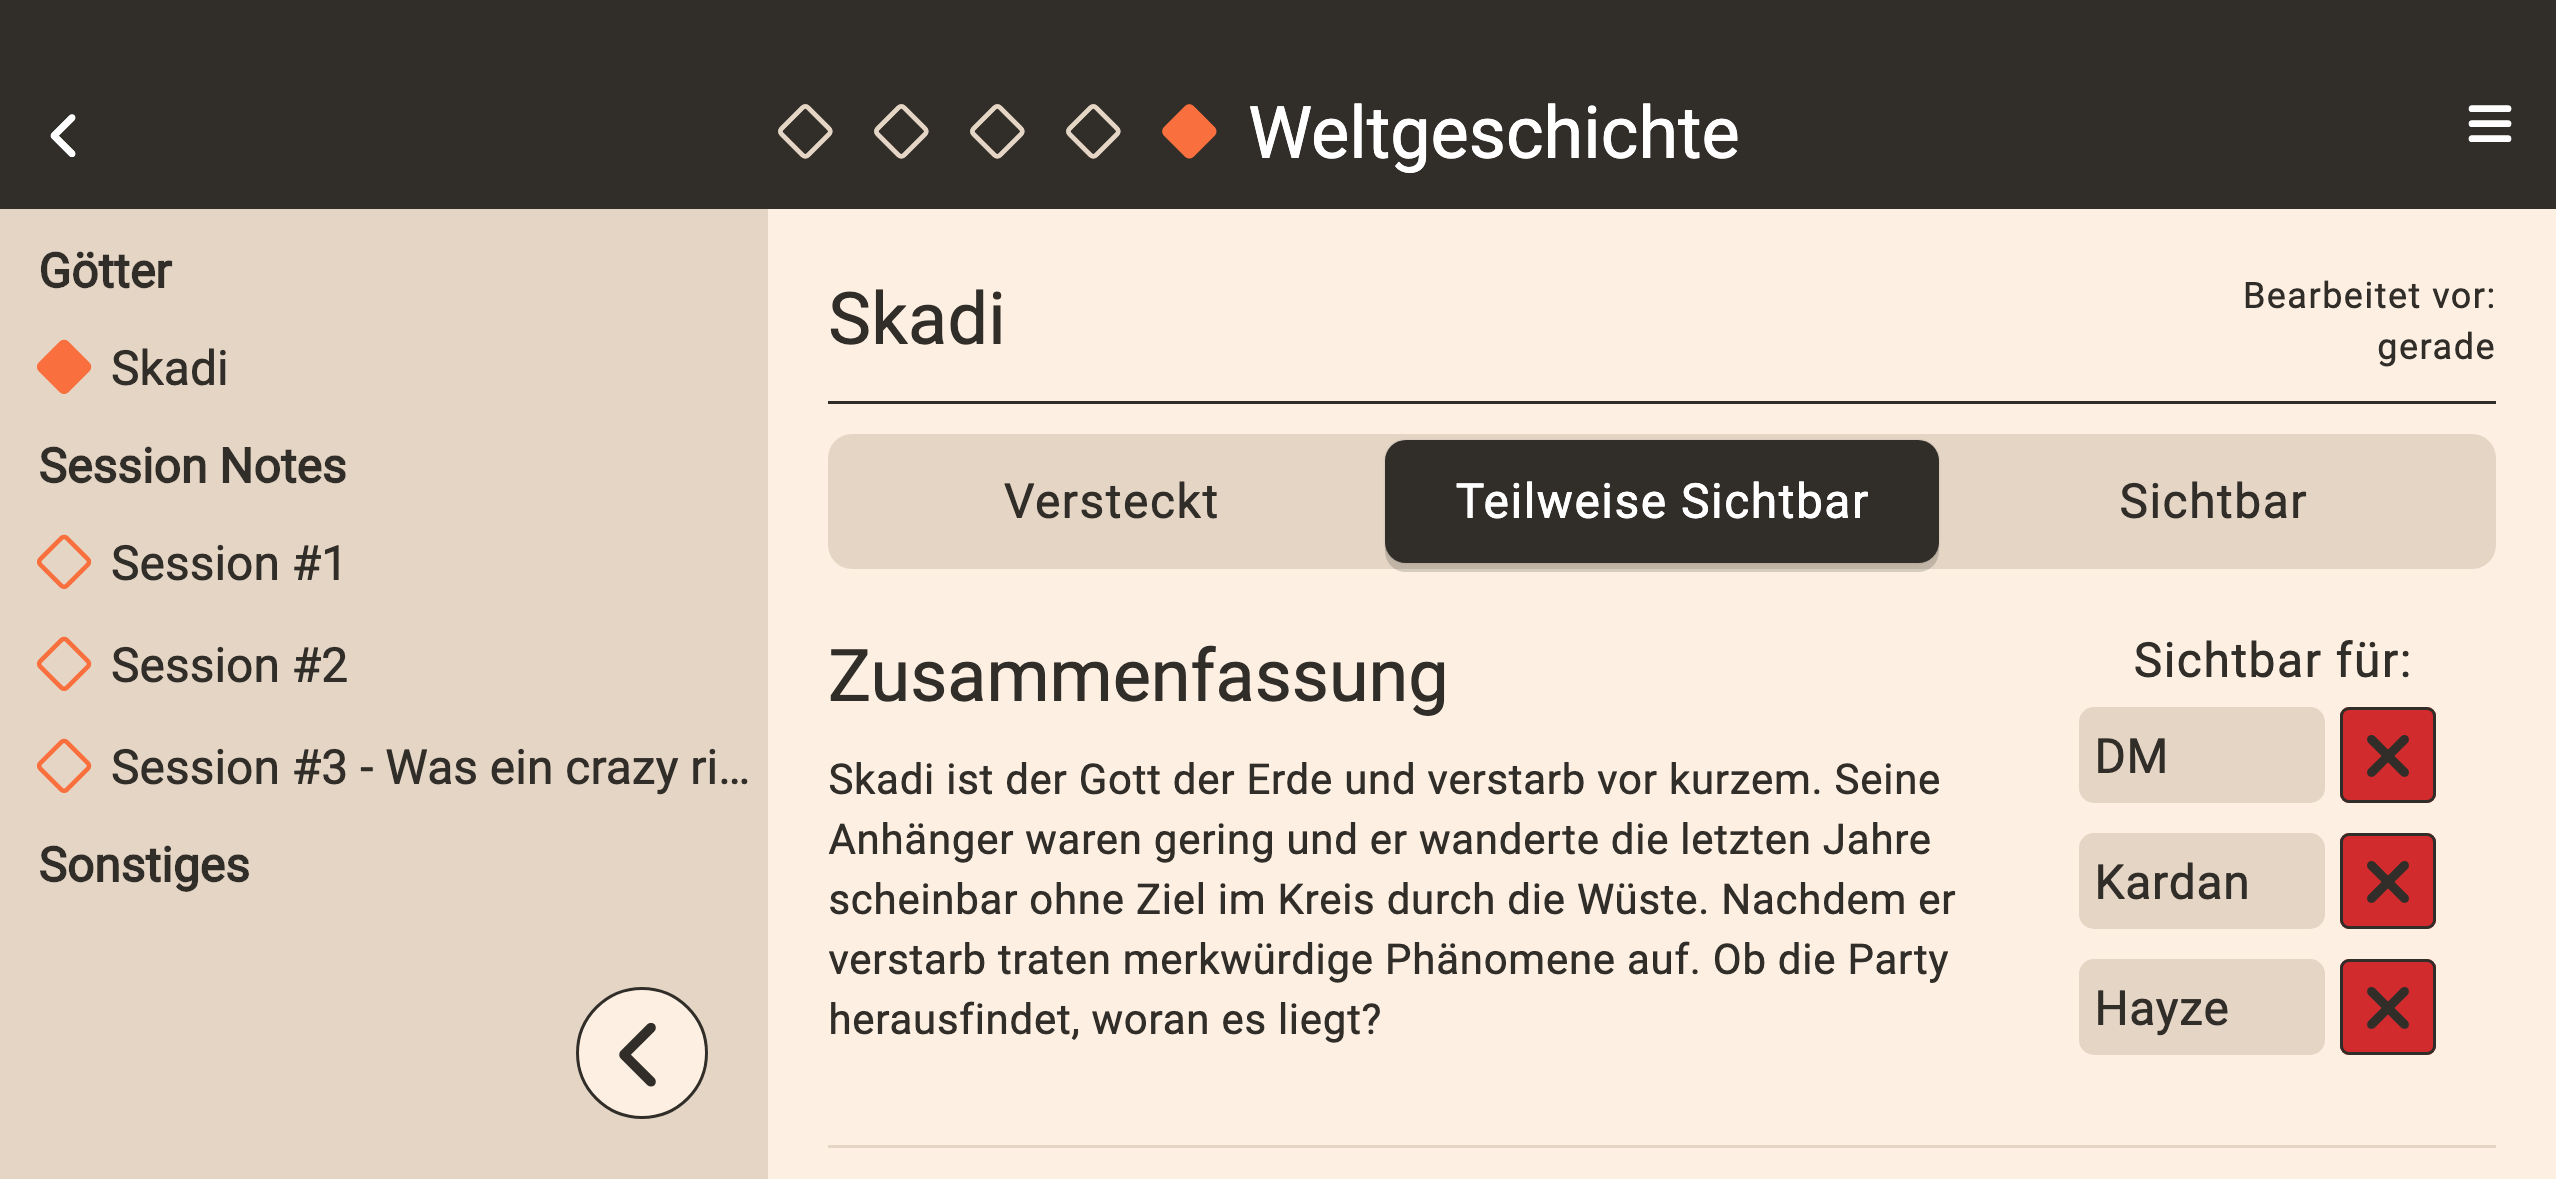 Weltgeschichte
Götter
Skadi
Session Notes
Session #1
Session #2
Session #3 - Was ein crazy ri...
Sonstiges
Skadi
Bearbeitet vor:
gerade
Versteckt
Teilweise Sichtbar
Sichtbar
Zusammenfassung
Skadi ist der Gott der Erde und verstarb vor kurzem. Seine
Anhänger waren gering und er wanderte die letzten Jahre
scheinbar ohne Ziel im Kreis durch die Wüste. Nachdem er
verstarb traten merkwürdige Phänomene auf. Ob die Party
herausfindet, woran es liegt?
Sichtbar für:
DM
Kardan
Hayze